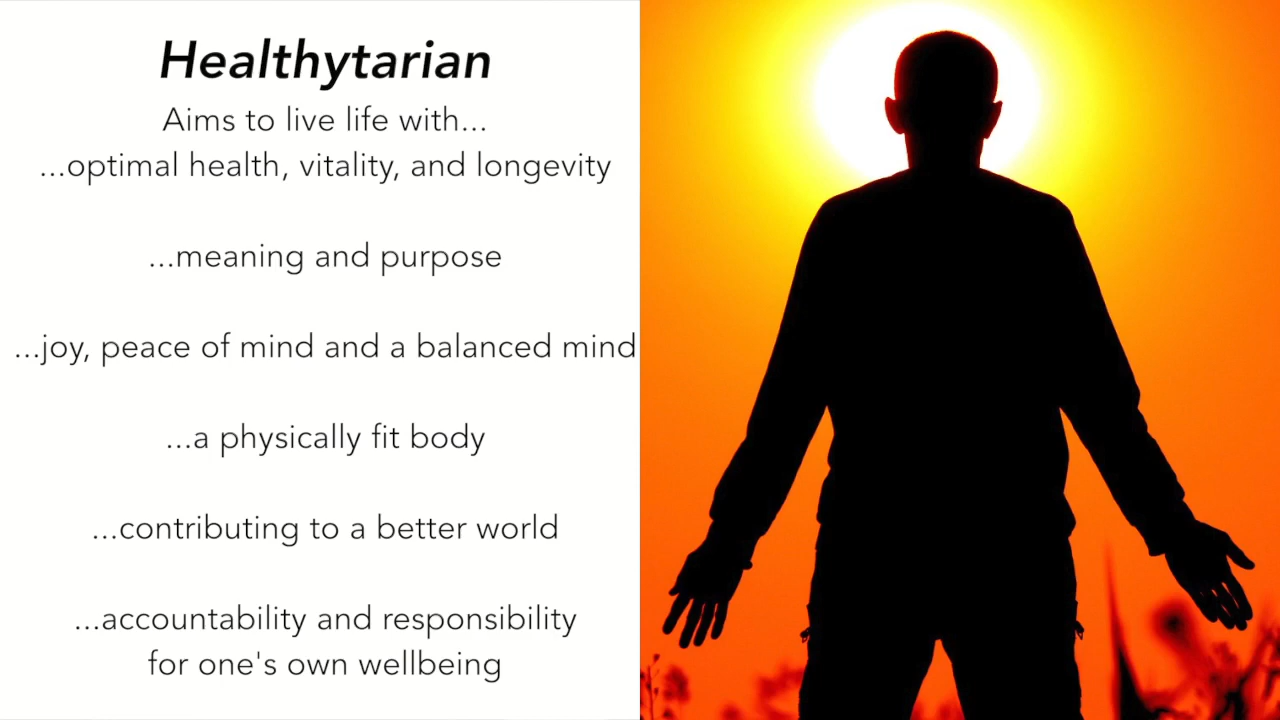 Healthytarian
Aims to live life with...
...optimal health, vitality, and longevity
...meaning and purpose
...joy, peace of mind and a balanced mind
...a physically fit body
...contributing to a better world
...accountability and responsibility
for one's own wellbeing